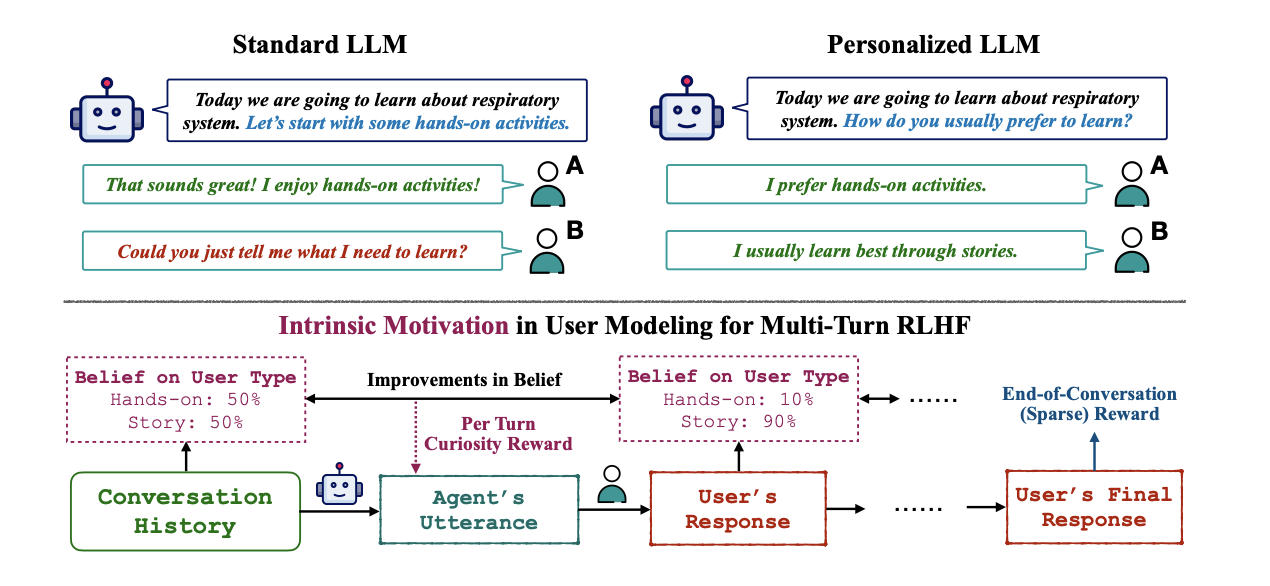 Standard LLM
Today we are going to learn about respiratory
system. Let's start with some hands-on activities.
A
That sounds great! I enjoy hands-on activities!
B
Could you just tell me what I need to learn?
Personalized LLM
Today we are going to learn about respiratory
system. How do you usually prefer to learn?
A
I prefer hands-on activities.
B
I usually learn best through stories.
Intrinsic Motivation in User Modeling for Multi-Turn RLHF
Belief on User Type
Hands-on: 50%
Story: 50%
Improvements in Belief
Per Turn
Curiosity Reward
Belief on User Type
Hands-on: 10%
Story: 90%
......
End-of-Conversation
(Sparse) Reward
Conversation
History
Agent's
Utterance
User's
Response
......
User's Final
Response